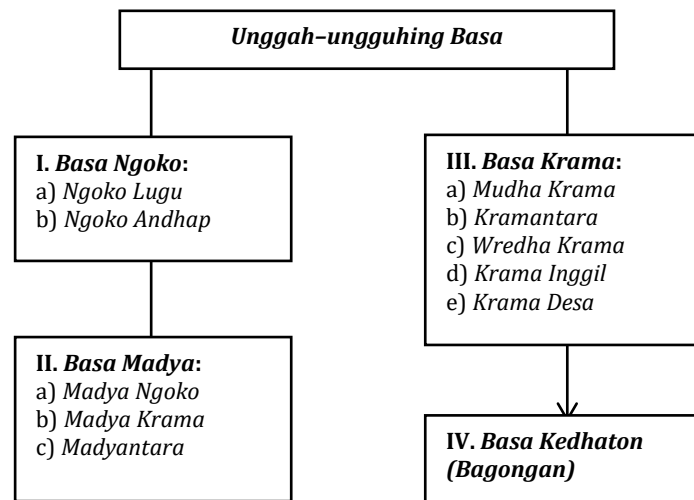 Unggah–ungguhing Basa
I. Basa Ngoko:
a) Ngoko Lugu
b) Ngoko Andhap
II. Basa Madya:
a) Madya Ngoko
b) Madya Krama
c) Madyantara
III. Basa Krama:
a) Mudha Krama
b) Kramantara
c) Wredha Krama
d) Krama Inggil
e) Krama Desa
IV. Basa Kedhaton
(Bagongan)